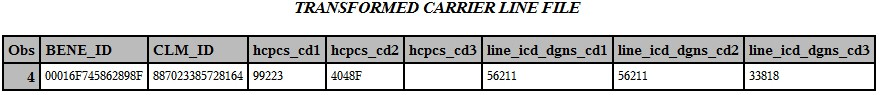 TRANSFORMED CARRIER LINE FILE
Obs BENE_ID CLM_ID hcpcs_cd1 hcpcs_cd2 hcpcs_cd3 line_icd_dgns_cd1 line_icd_dgns_cd2 line_icd_dgns_cd3
4 00016F745862898F 887023385728164 99223 4048F 56211 56211 33818